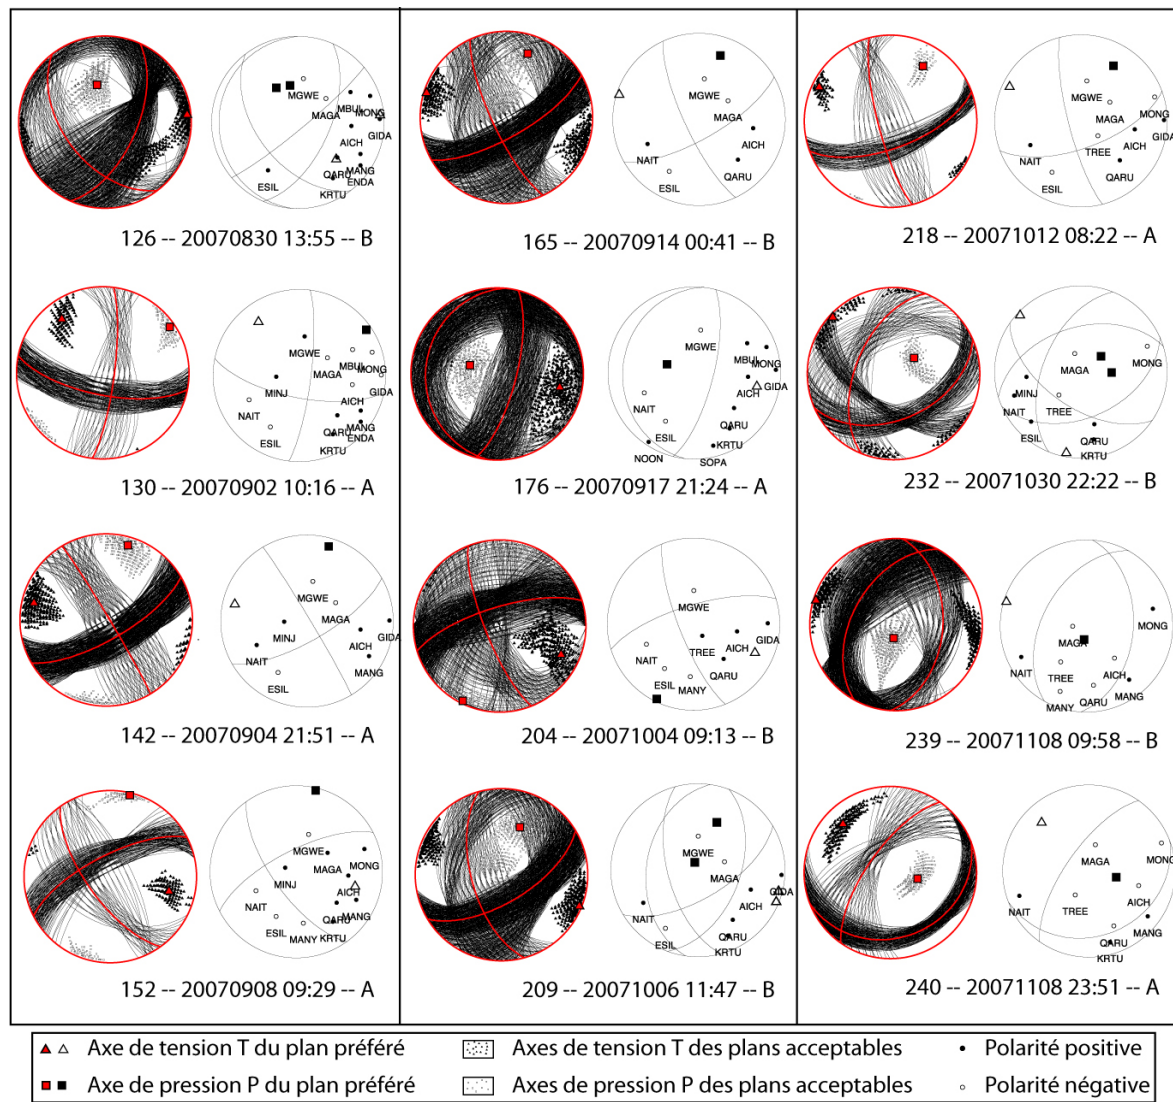 MGWE
MAGA
MBUL
MONG
GIDA
AICH
QARU
MANG
ENDA
KRTU
ESIL
126 -- 20070830 13:55 -- B
MGWE
MAGA
MBUL
MONG
GIDA
MINJ
AICH
NAIT
QARU
MANG
ENDA
ESIL
KRTU
130 -- 20070902 10:16 -- A
MGWE
MAGA
MINJ
GIDA
AICH
NAIT
MANG
ESIL
142 -- 20070904 21:51 -- A
MGWE
MAGA
MONG
MINJ
AICH
NAIT
QARU
MANG
ESIL
MANY
KRTU
152 -- 20070908 09:29 -- A
MGWE
MAGA
AICH
NAIT
QARU
ESIL
165 -- 20070914 00:41 -- B
MGWE
MBUL
MONG
GIDA
AICH
NAIT
QARU
ESIL
KRTU
NOON
SOPA
176 -- 20070917 21:24 -- A
MGWE
GIDA
TREE
AICH
NAIT
QARU
ESIL
MANY
204 -- 20071004 09:13 -- B
MGWE
MAGA
GIDA
AICH
NAIT
QARU
ESIL
KRTU
209 -- 20071006 11:47 -- B
MGWE
MAGA
MONG
GIDA
AICH
TREE
NAIT
QARU
ESIL
218 -- 20071012 08:22 -- A
MAGA
MONG
MINJ
TREE
NAIT
ESIL
QARU
KRTU
232 -- 20071030 22:22 -- B
MONG
MAGA
NAIT
TREE
AICH
MANY
QARU
MANG
239 -- 20071108 09:58 -- B
MAGA
MONG
NAIT
TREE
AICH
MANG
QARU
KRTU
240 -- 20071108 23:51 -- A
Axe de tension T du plan préféré
Axes de tension T des plans acceptables
Polarité positive
Axe de pression P du plan préféré
Axes de pression P des plans acceptables
Polarité négative